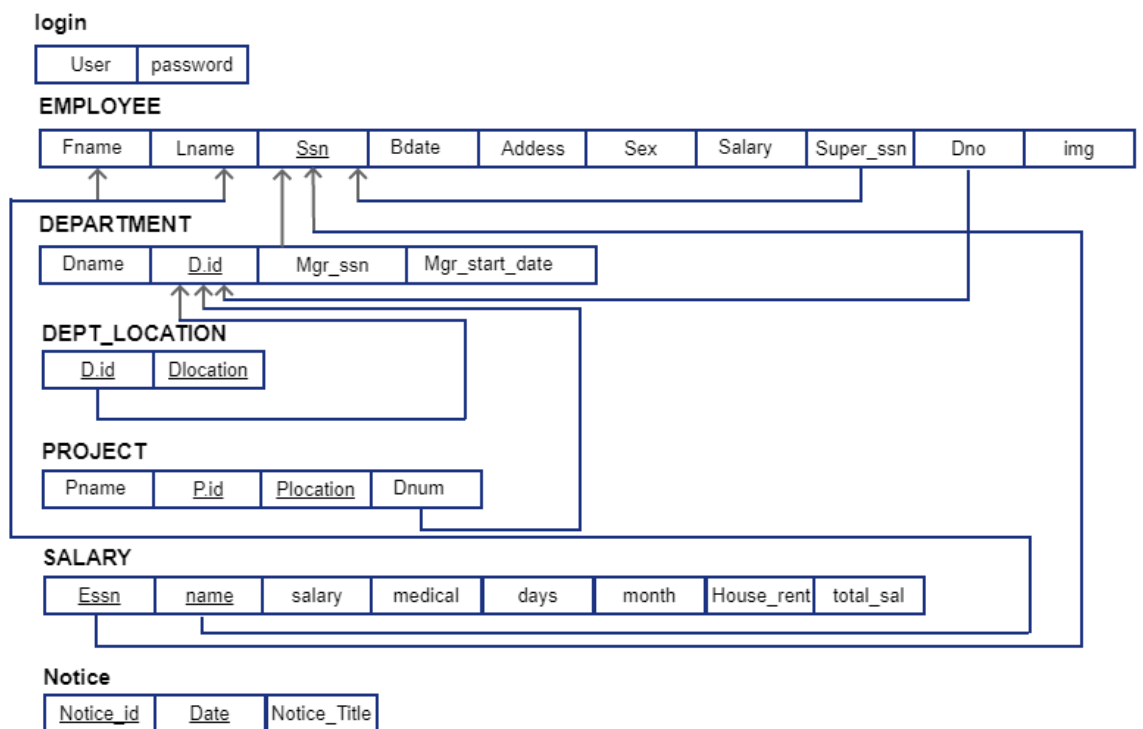 login
User password
EMPLOYEE
Fname Lname Ssn Bdate Addess Sex Salary Super_ssn Dno img
DEPARTMENT
Dname D.id Mgr_ssn Mgr_start_date
DEPT_LOCATION
D.id Dlocation
PROJECT
Pname P.id Plocation Dnum
SALARY
Essn name salary medical days month House_rent total_sal
Notice
Notice_id Date Notice_Title